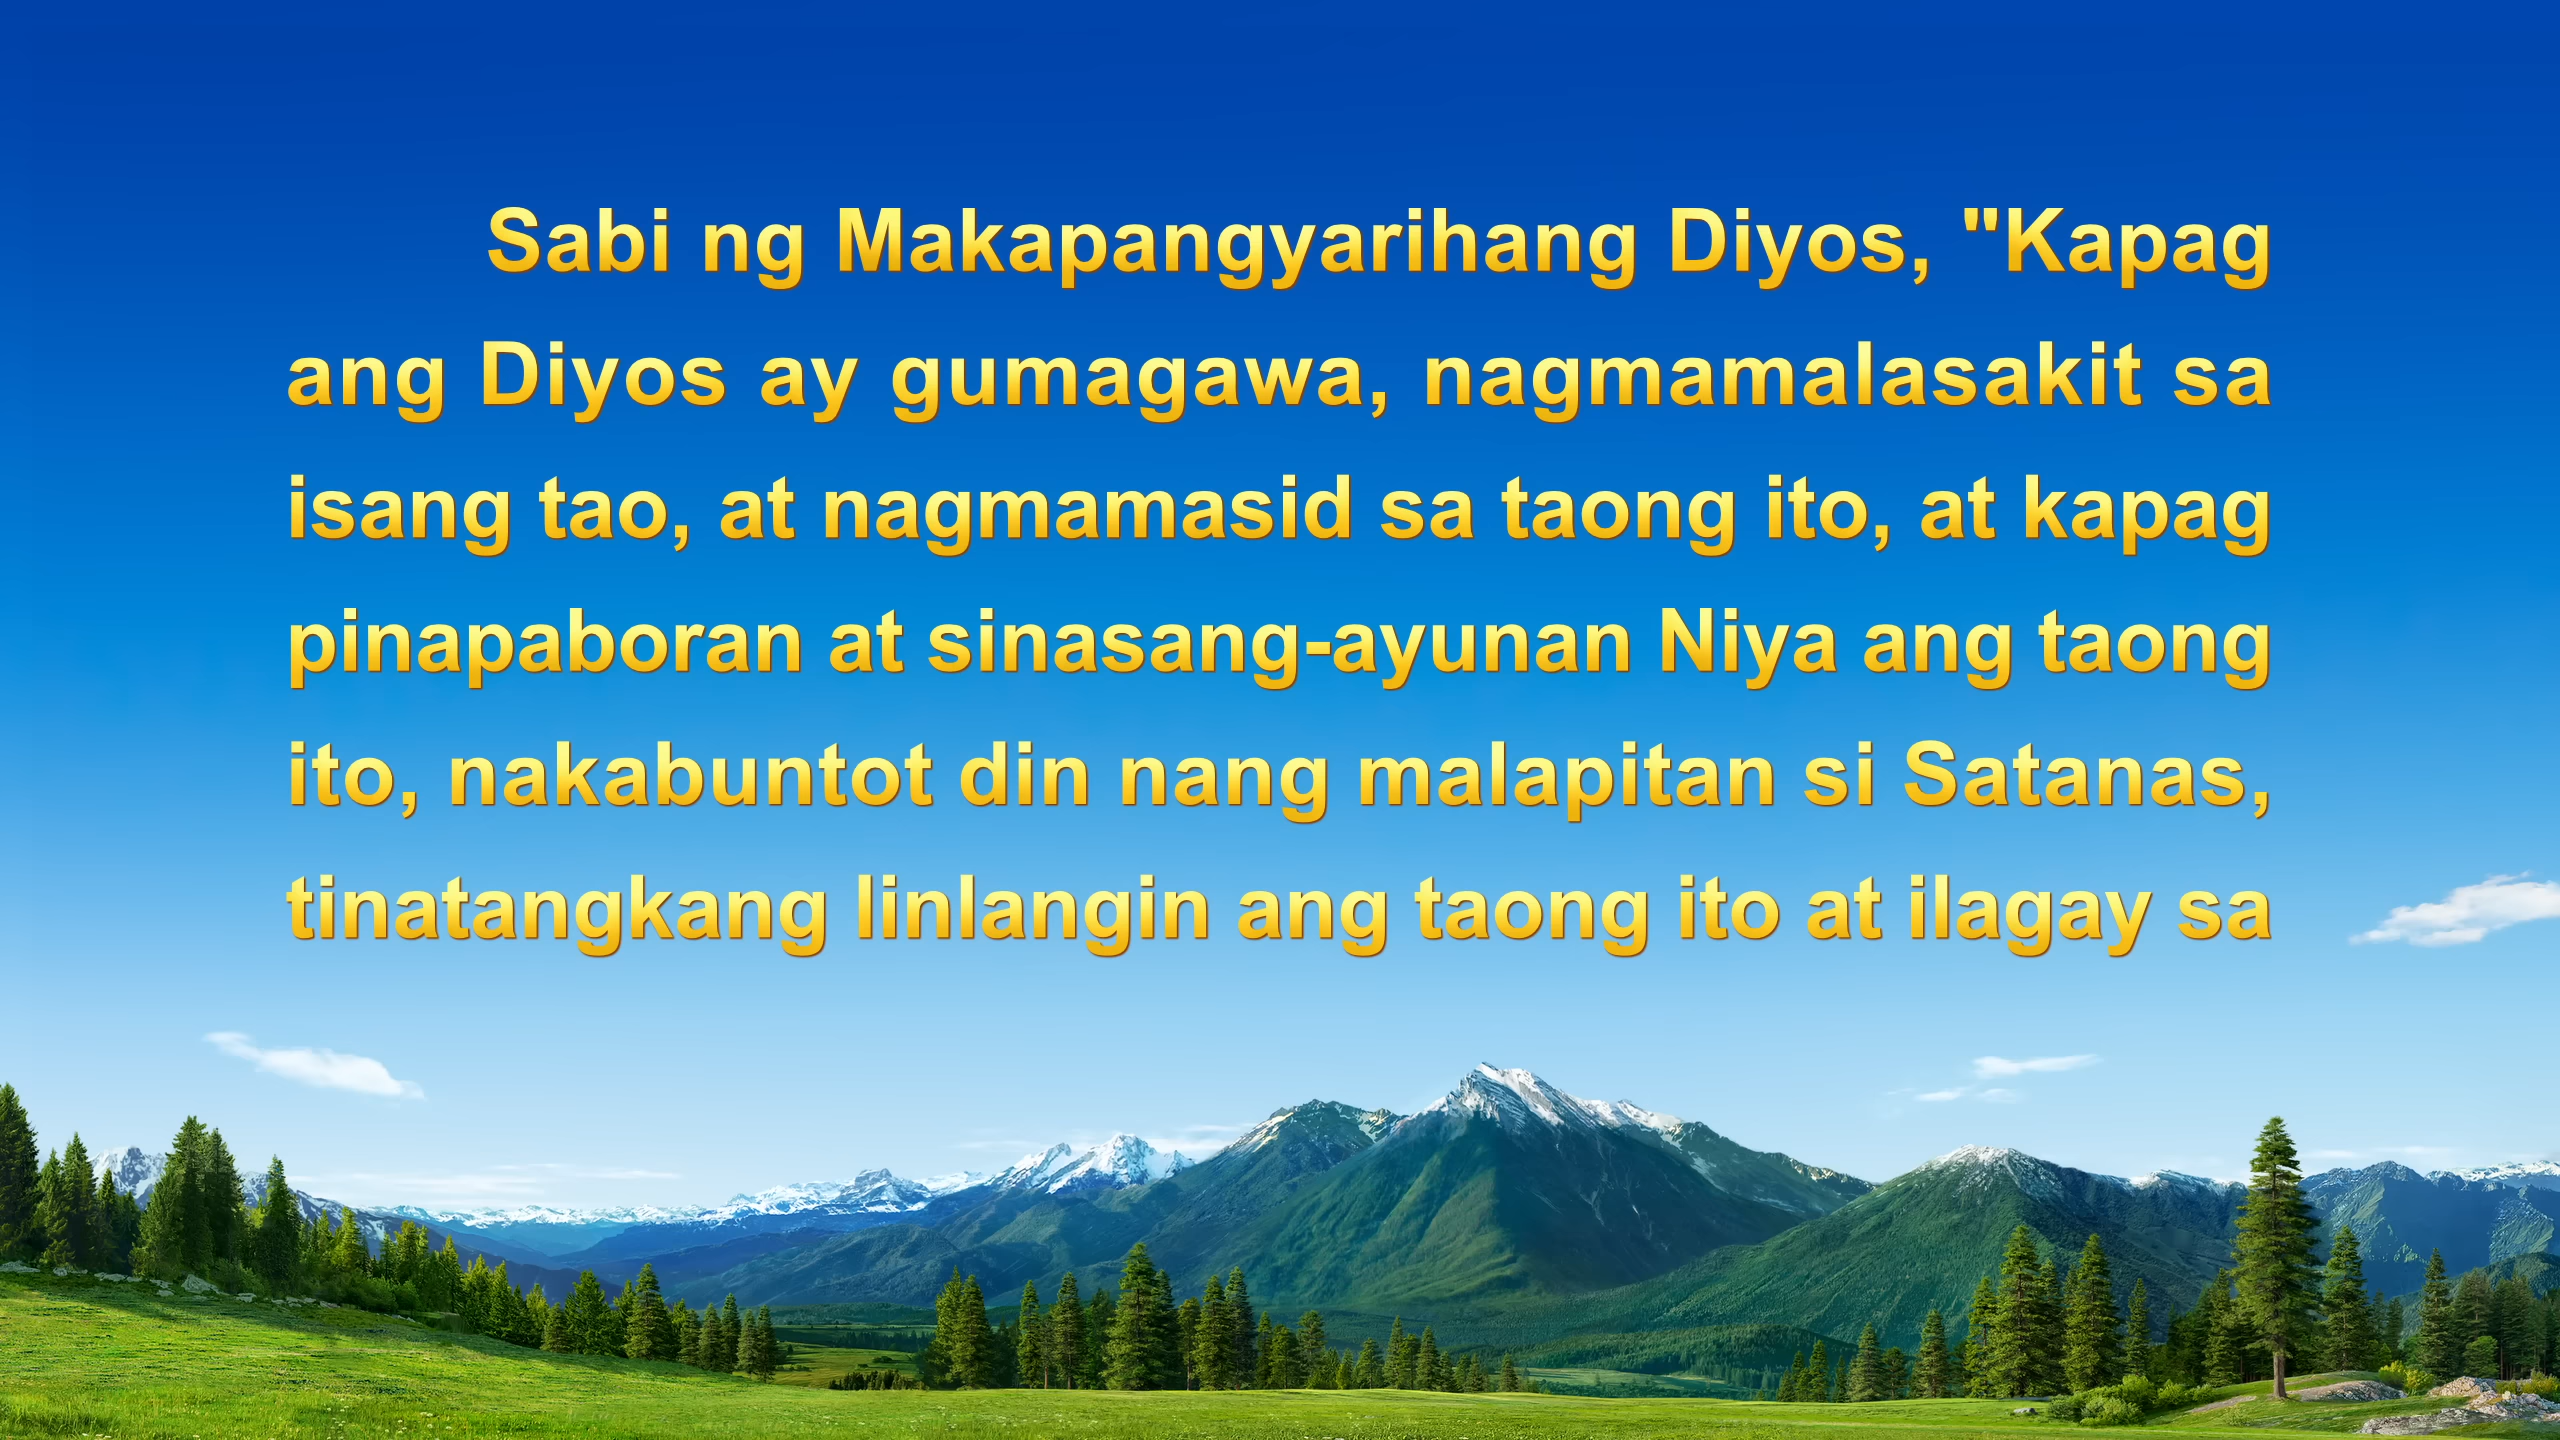 Sabi ng Makapangyarihang Diyos, "Kapag
ang Diyos ay gumagawa, nagmamalasakit sa
isang tao, at nagmamasid sa taong ito, at kapag
pinapaboran at sinasang-ayunan Niya ang taong
ito, nakabuntot din nang malapitan si Satanas,
tinatangkang linlangin ang taong ito at ilagay sa